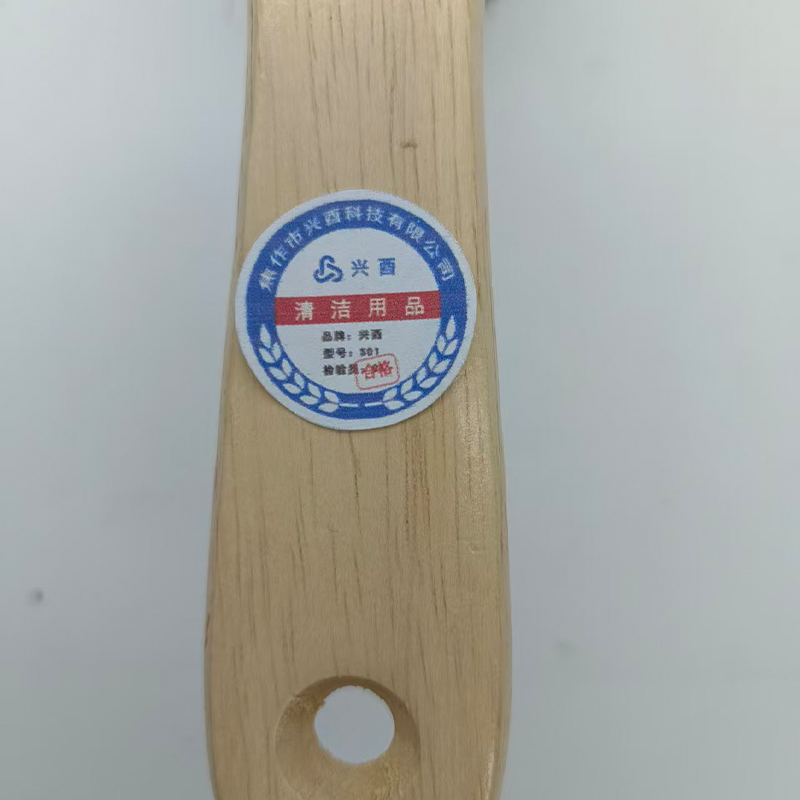 焦作市兴酉科技有限公司
兴酉
清洁用品
品牌：兴酉
型号：S01
检验员：
合格